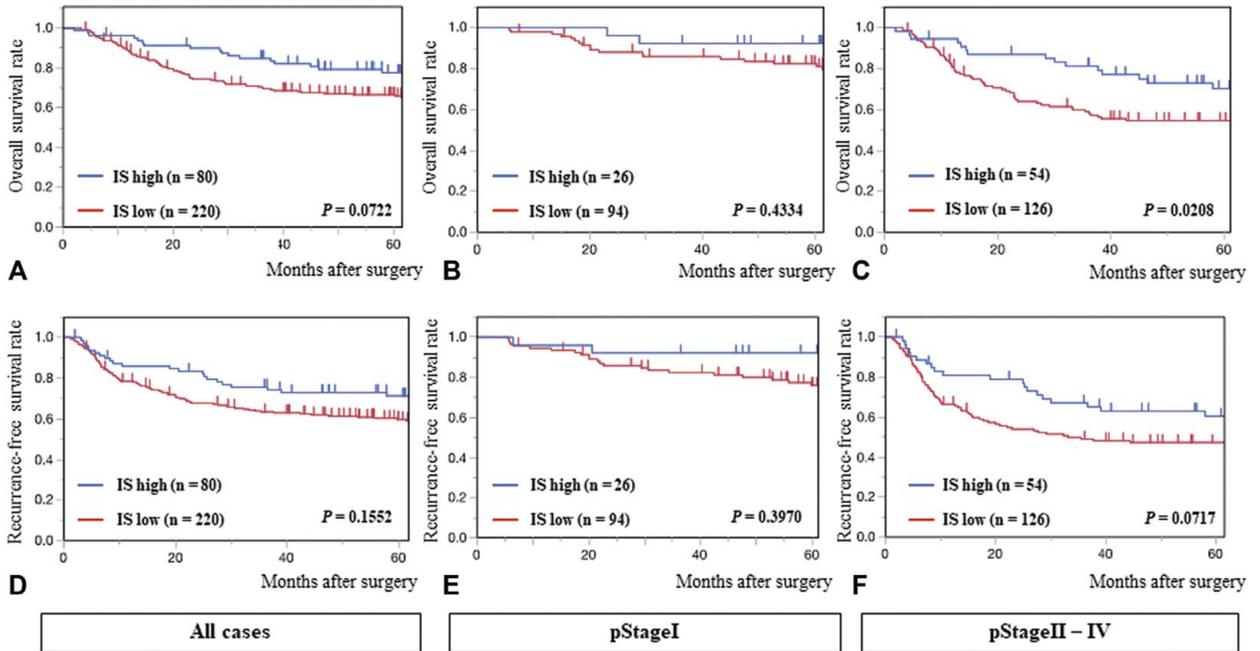 Overall survival rate
1.0
0.8
0.6
0.4
0.2
0.0
IS high (n = 80)
IS low (n = 220)
P = 0.0722
0 20 40 60
Months after surgery
A
Overall survival rate
1.0
0.8
0.6
0.4
0.2
0.0
IS high (n = 26)
IS low (n = 94)
P = 0.4334
0 20 40 60
Months after surgery
B
Overall survival rate
1.0
0.8
0.6
0.4
0.2
0.0
IS high (n = 54)
IS low (n = 126)
P = 0.0208
0 20 40 60
Months after surgery
C
Recurrence-free survival rate
1.0
0.8
0.6
0.4
0.2
0.0
IS high (n = 80)
IS low (n = 220)
P = 0.1552
0 20 40 60
Months after surgery
D
Recurrence-free survival rate
1.0
0.8
0.6
0.4
0.2
0.0
IS high (n = 26)
IS low (n = 94)
P = 0.3970
0 20 40 60
Months after surgery
E
Recurrence-free survival rate
1.0
0.8
0.6
0.4
0.2
0.0
IS high (n = 54)
IS low (n = 126)
P = 0.0717
0 20 40 60
Months after surgery
F
All cases
pStageI
pStageII – IV